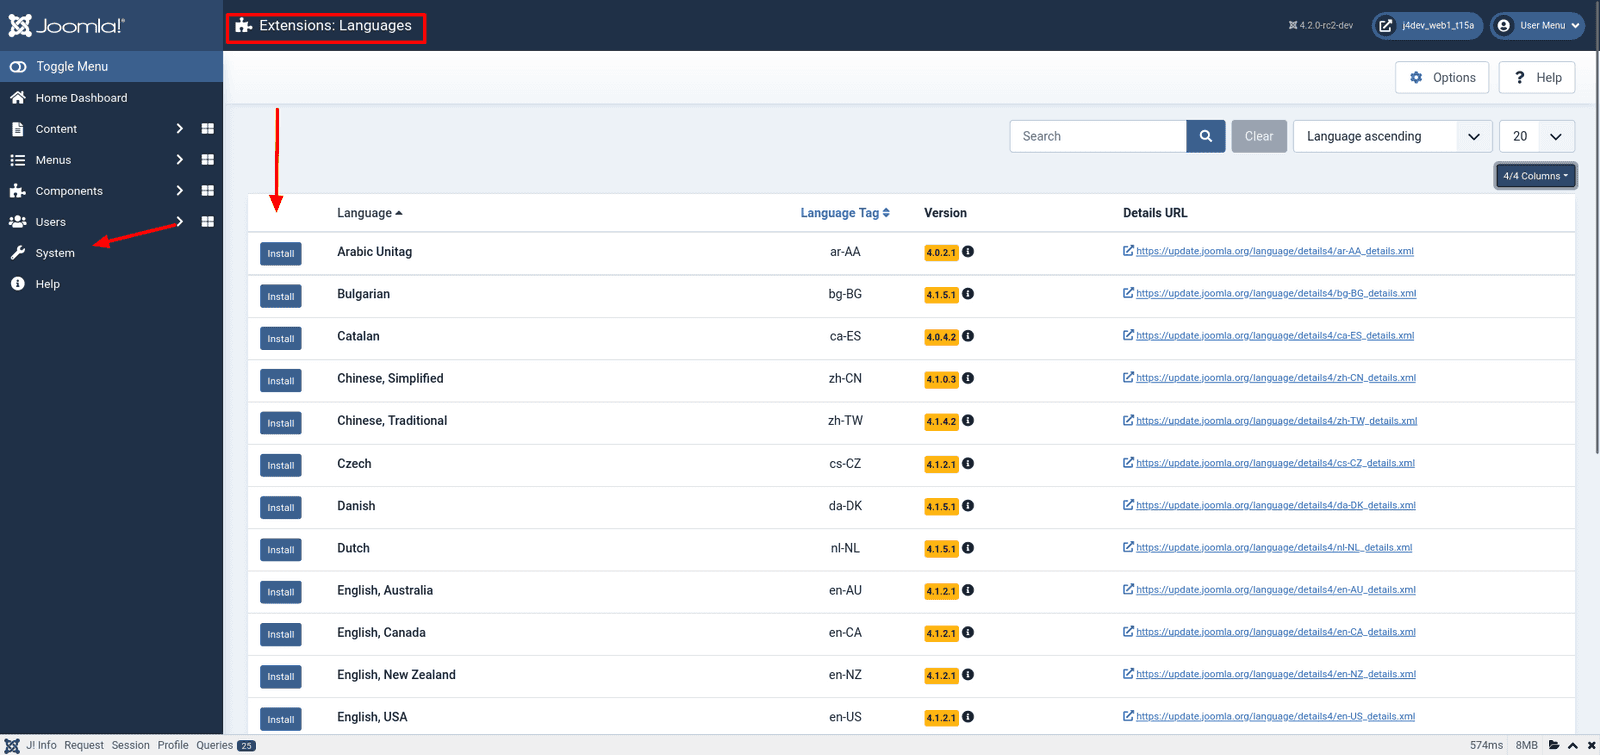 Joomla!
Extensions: Languages
4.2.0-rc2-dev
j4dev_web1_t15a
User Menu
Toggle Menu
Home Dashboard
Content
Menus
Components
Users
System
Help
Options
? Help
Search
Clear
Language ascending
20
4/4 Columns
Language Language Tag Version Details URL
Install Arabic Unitag ar-AA 4.0.2.1 https://update.joomla.org/language/details4/ar-AA_details.xml
Install Bulgarian bg-BG 4.1.5.1 https://update.joomla.org/language/details4/bg-BG_details.xml
Install Catalan ca-ES 4.0.4.2 https://update.joomla.org/language/details4/ca-ES_details.xml
Install Chinese, Simplified zh-CN 4.1.0.3 https://update.joomla.org/language/details4/zh-CN_details.xml
Install Chinese, Traditional zh-TW 4.1.4.2 https://update.joomla.org/language/details4/zh-TW_details.xml
Install Czech cs-CZ 4.1.2.1 https://update.joomla.org/language/details4/cs-CZ_details.xml
Install Danish da-DK 4.1.5.1 https://update.joomla.org/language/details4/da-DK_details.xml
Install Dutch nl-NL 4.1.5.1 https://update.joomla.org/language/details4/nl-NL_details.xml
Install English, Australia en-AU 4.1.2.1 https://update.joomla.org/language/details4/en-AU_details.xml
Install English, Canada en-CA 4.1.2.1 https://update.joomla.org/language/details4/en-CA_details.xml
Install English, New Zealand en-NZ 4.1.2.1 https://update.joomla.org/language/details4/en-NZ_details.xml
Install English, USA en-US 4.1.2.1 https://update.joomla.org/language/details4/en-US_details.xml
J! Info Request Session Profile Queries 25 574ms 8MB